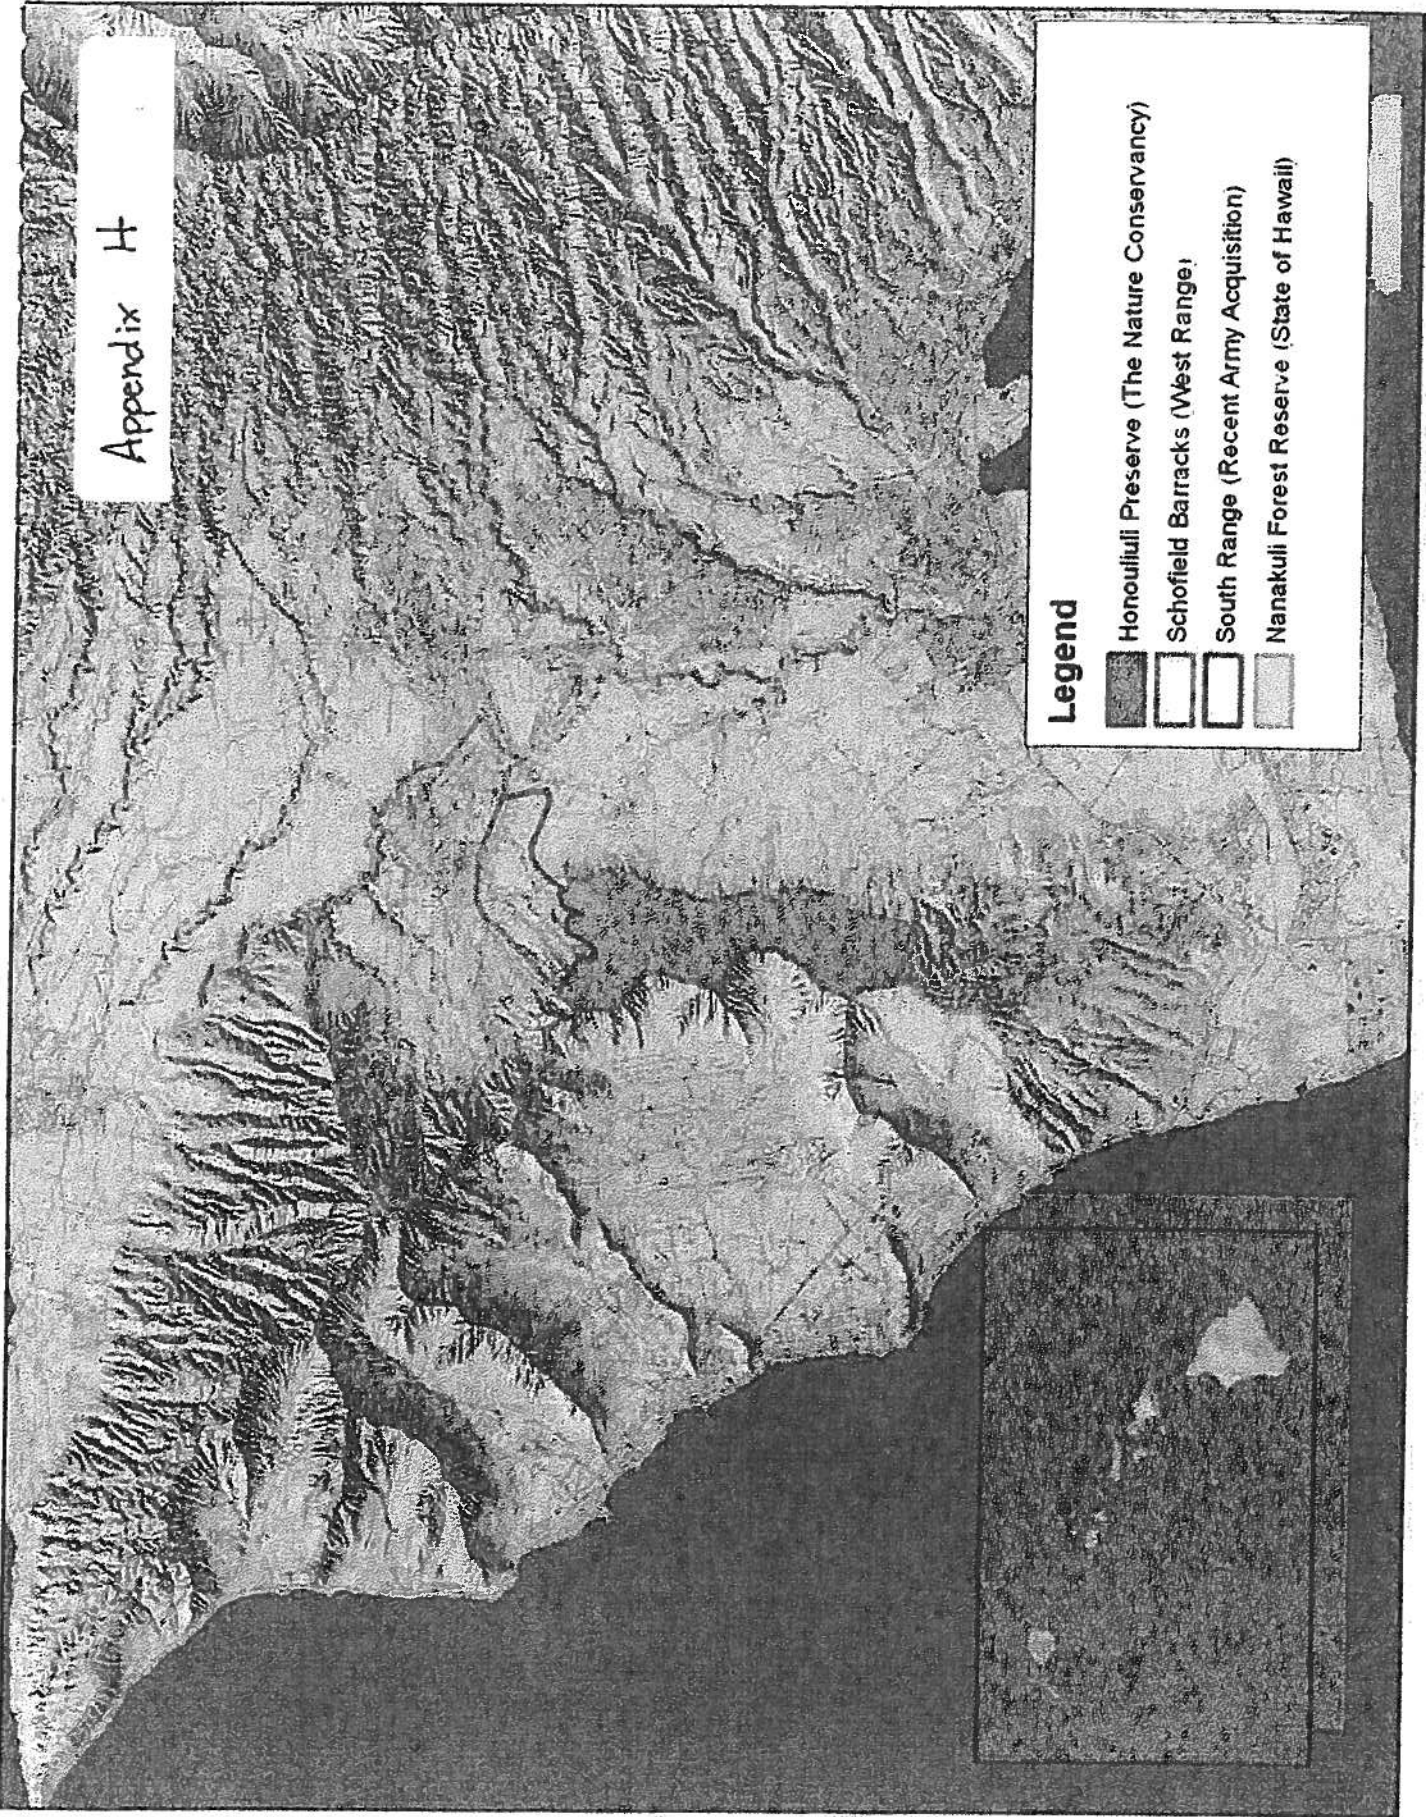 Appendix H
Legend
Honouliuli Preserve (The Nature Conservancy)
Schofield Barracks (West Range)
South Range (Recent Army Acquisition)
Nanakuli Forest Reserve (State of Hawaii)